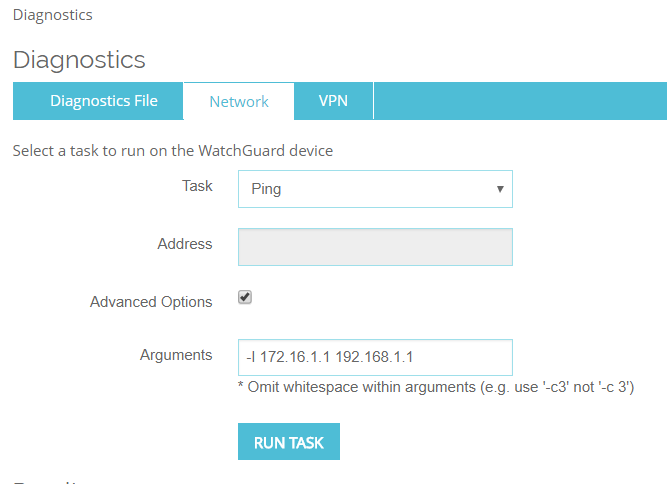 Diagnostics
Diagnostics
Diagnostics File Network VPN
Select a task to run on the WatchGuard device
Task Ping
Address
Advanced Options
Arguments -I 172.16.1.1 192.168.1.1
* Omit whitespace within arguments (e.g. use '-c3' not '-c 3')
RUN TASK